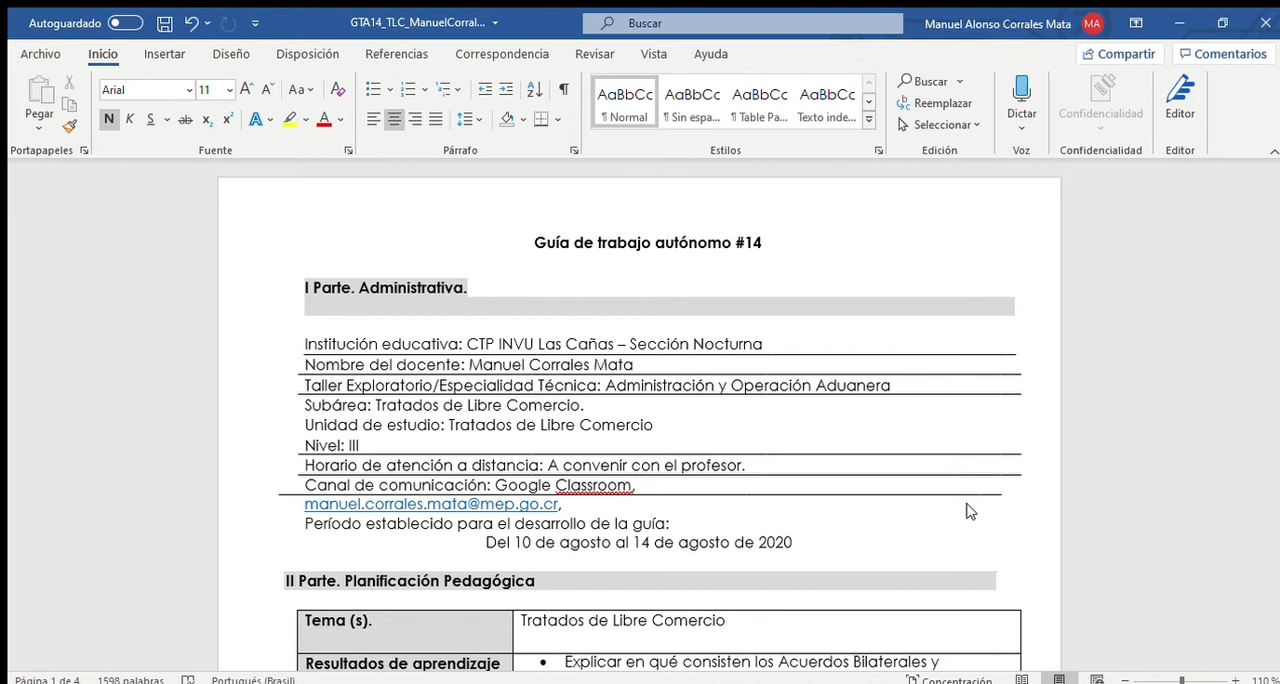 Autoguardado
GTA14_TLC_ManuelCorral...
Buscar
Manuel Alonso Corrales Mata
MA
Archivo
Inicio
Insertar
Diseño
Disposición
Referencias
Correspondencia
Revisar
Vista
Ayuda
Compartir
Comentarios
Pegar
Arial
11
Aa
N K S ab x₂ x²
A
AaBbCc AaBbCc AaBbCc AaBbCc
¶ Normal
¶ Sin espa...
¶ Table Pa...
Texto inde...
Buscar
Reemplazar
Seleccionar
Dictar
Confidencialidad
Editor
Portapapeles
Fuente
Párrafo
Estilos
Edición
Voz
Confidencialidad
Editor
Guía de trabajo autónomo #14
I Parte. Administrativa.
Institución educativa: CTP INVU Las Cañas – Sección Nocturna
Nombre del docente: Manuel Corrales Mata
Taller Exploratorio/Especialidad Técnica: Administración y Operación Aduanera
Subárea: Tratados de Libre Comercio.
Unidad de estudio: Tratados de Libre Comercio
Nivel: III
Horario de atención a distancia: A convenir con el profesor.
Canal de comunicación: Google Classroom,
manuel.corrales.mata@mep.go.cr,
Período establecido para el desarrollo de la guía:
Del 10 de agosto al 14 de agosto de 2020
II Parte. Planificación Pedagógica
Tema (s).
Tratados de Libre Comercio
Resultados de aprendizaje
• Explicar en qué consisten los Acuerdos Bilaterales y
Página 1 de 4
1598 palabras
Portugués (Brasil)
Concentración
110 %